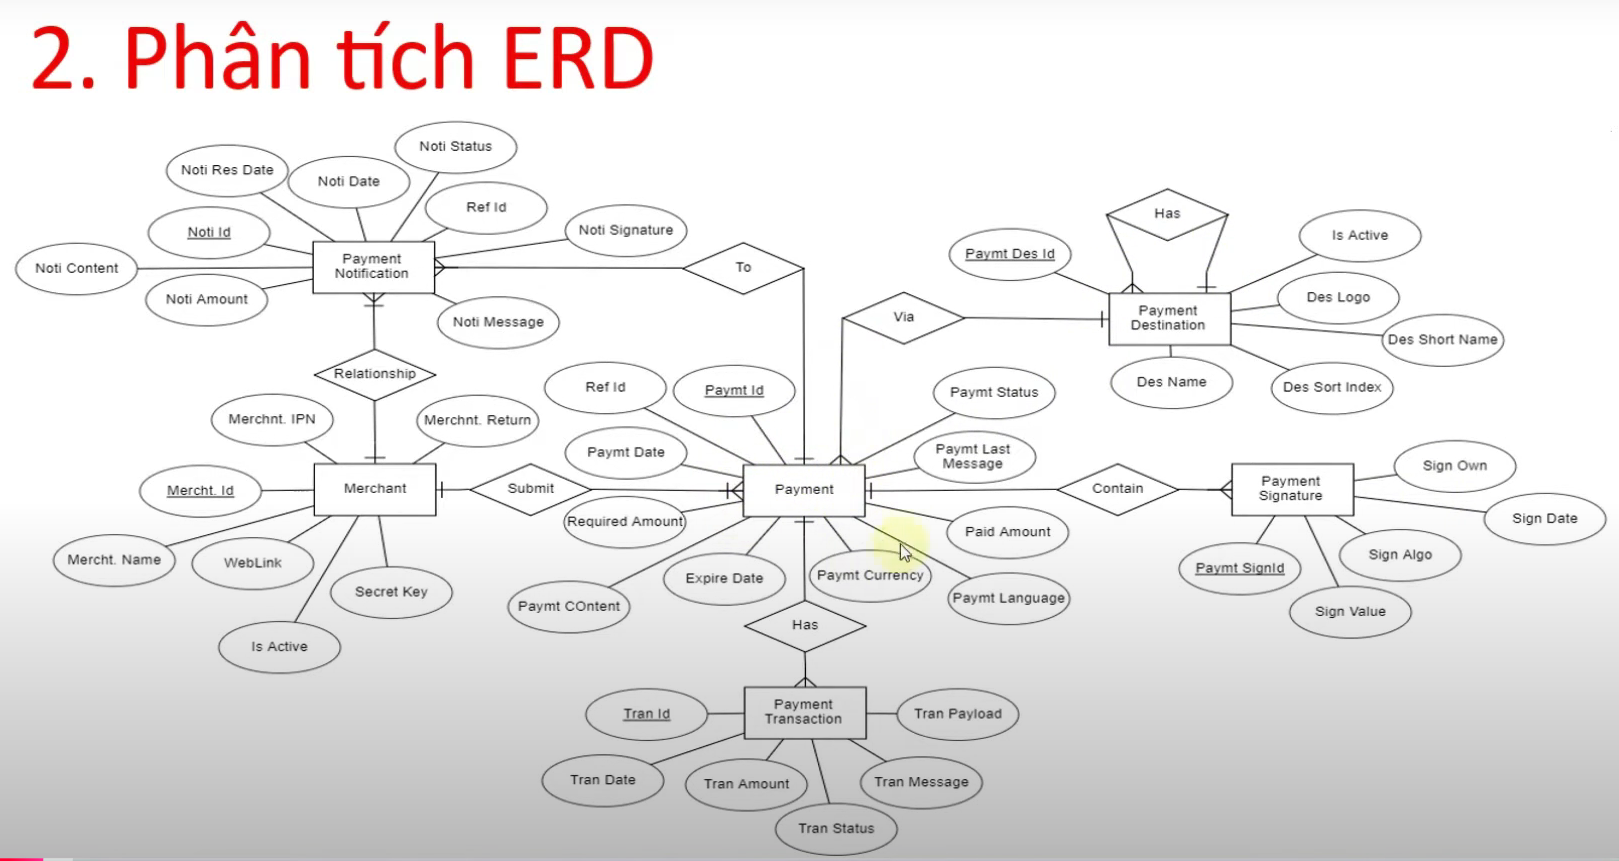 2. Phân tích ERD
Noti Status
Noti Res Date
Noti Date
Ref Id
Noti Id
Noti Signature
Noti Content
Payment
Notification
Noti Amount
Noti Message
To
Has
Is Active
Paymt Des Id
Des Logo
Via
Payment
Destination
Des Short Name
Des Name
Des Sort Index
Relationship
Ref Id
Paymt Id
Paymt Status
Merchnt. IPN
Merchnt. Return
Paymt Date
Paymt Last
Message
Mercht. Id
Merchant
Submit
Payment
Contain
Payment
Signature
Sign Own
Required Amount
Paid Amount
Sign Date
Mercht. Name
WebLink
Secret Key
Is Active
Paymt COntent
Expire Date
Paymt Currency
Paymt Language
Paymt SignId
Sign Algo
Sign Value
Has
Tran Id
Payment
Transaction
Tran Payload
Tran Date
Tran Amount
Tran Message
Tran Status